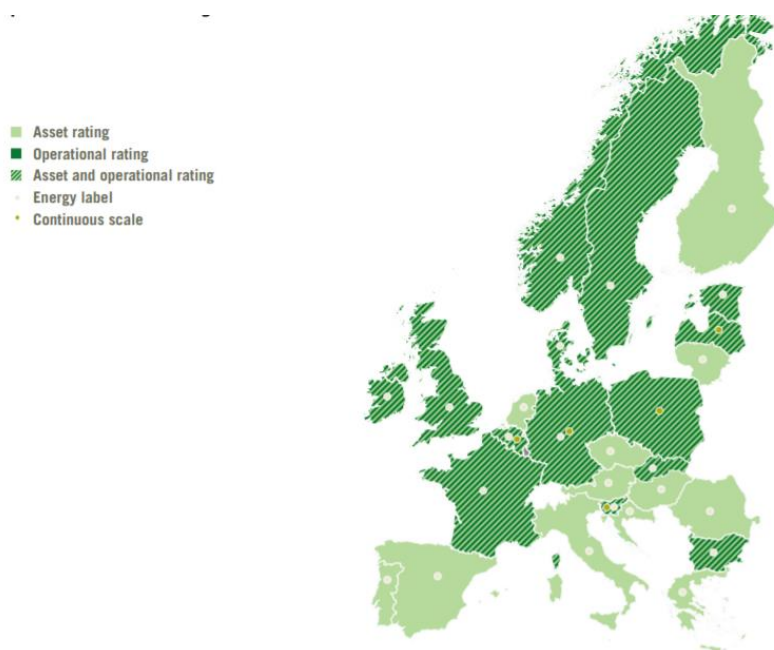 Asset rating
Operational rating
Asset and operational rating
Energy label
Continuous scale